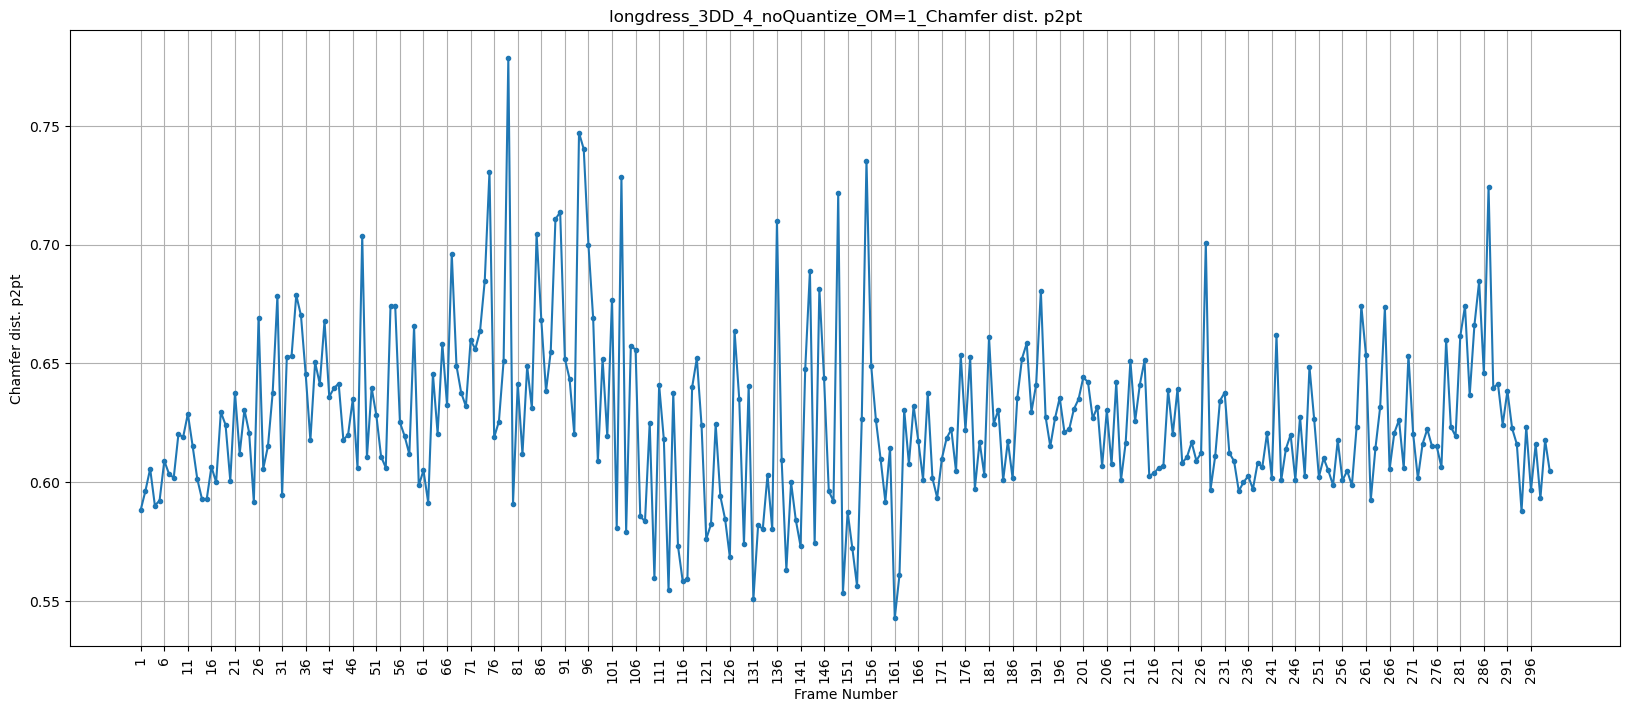 longdress_3DD_4_noQuantize_OM=1_Chamfer dist. p2pt
Chamfer dist. p2pt
0.75
0.70
0.65
0.60
0.55
1 6 11 16 21 26 31 36 41 46 51 56 61 66 71 76 81 86 91 96 101 106 111 116 121 126 131 136 141 146 151 156 161 166 171 176 181 186 191 196 201 206 211 216 221 226 231 236 241 246 251 256 261 266 271 276 281 286 291 296
Frame Number